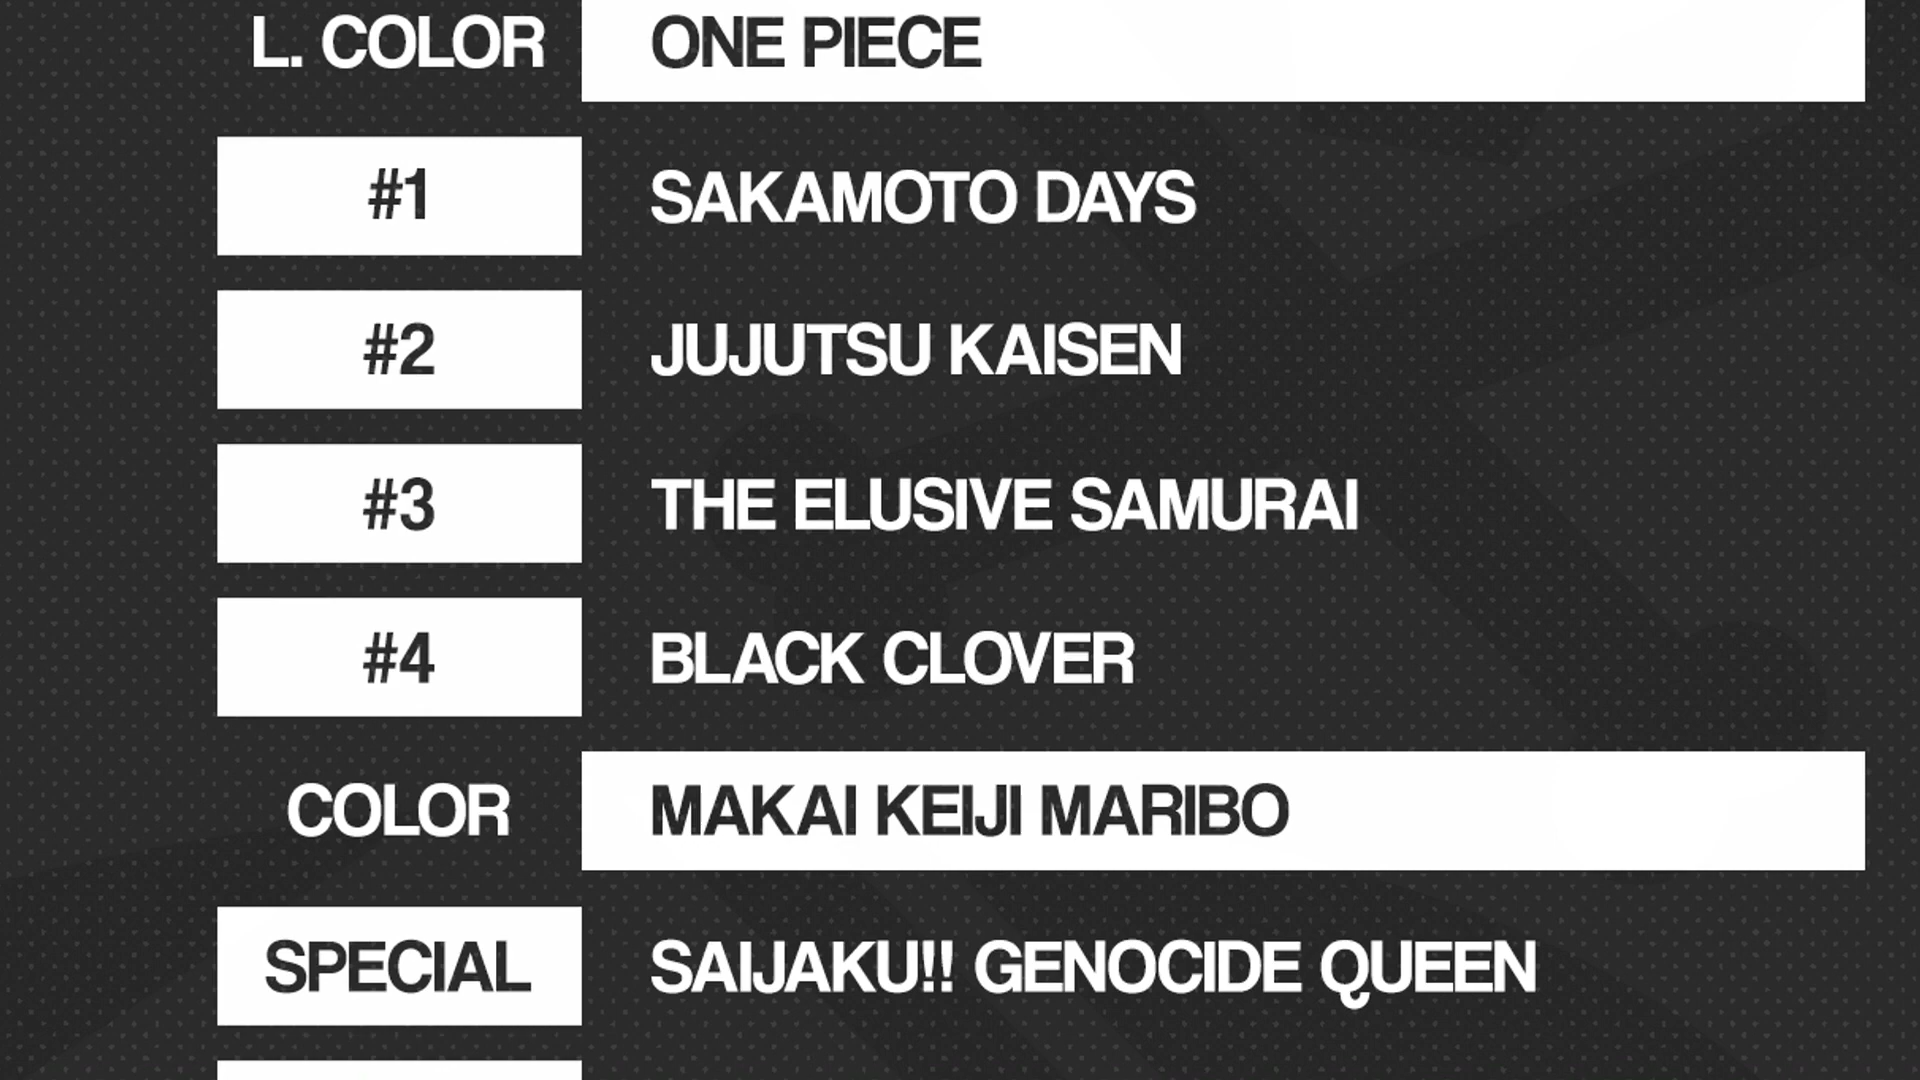 L. COLOR ONE PIECE
#1 SAKAMOTO DAYS
#2 JUJUTSU KAISEN
#3 THE ELUSIVE SAMURAI
#4 BLACK CLOVER
COLOR MAKAI KEIJI MARIBO
SPECIAL SAIJAKU!! GENOCIDE QUEEN